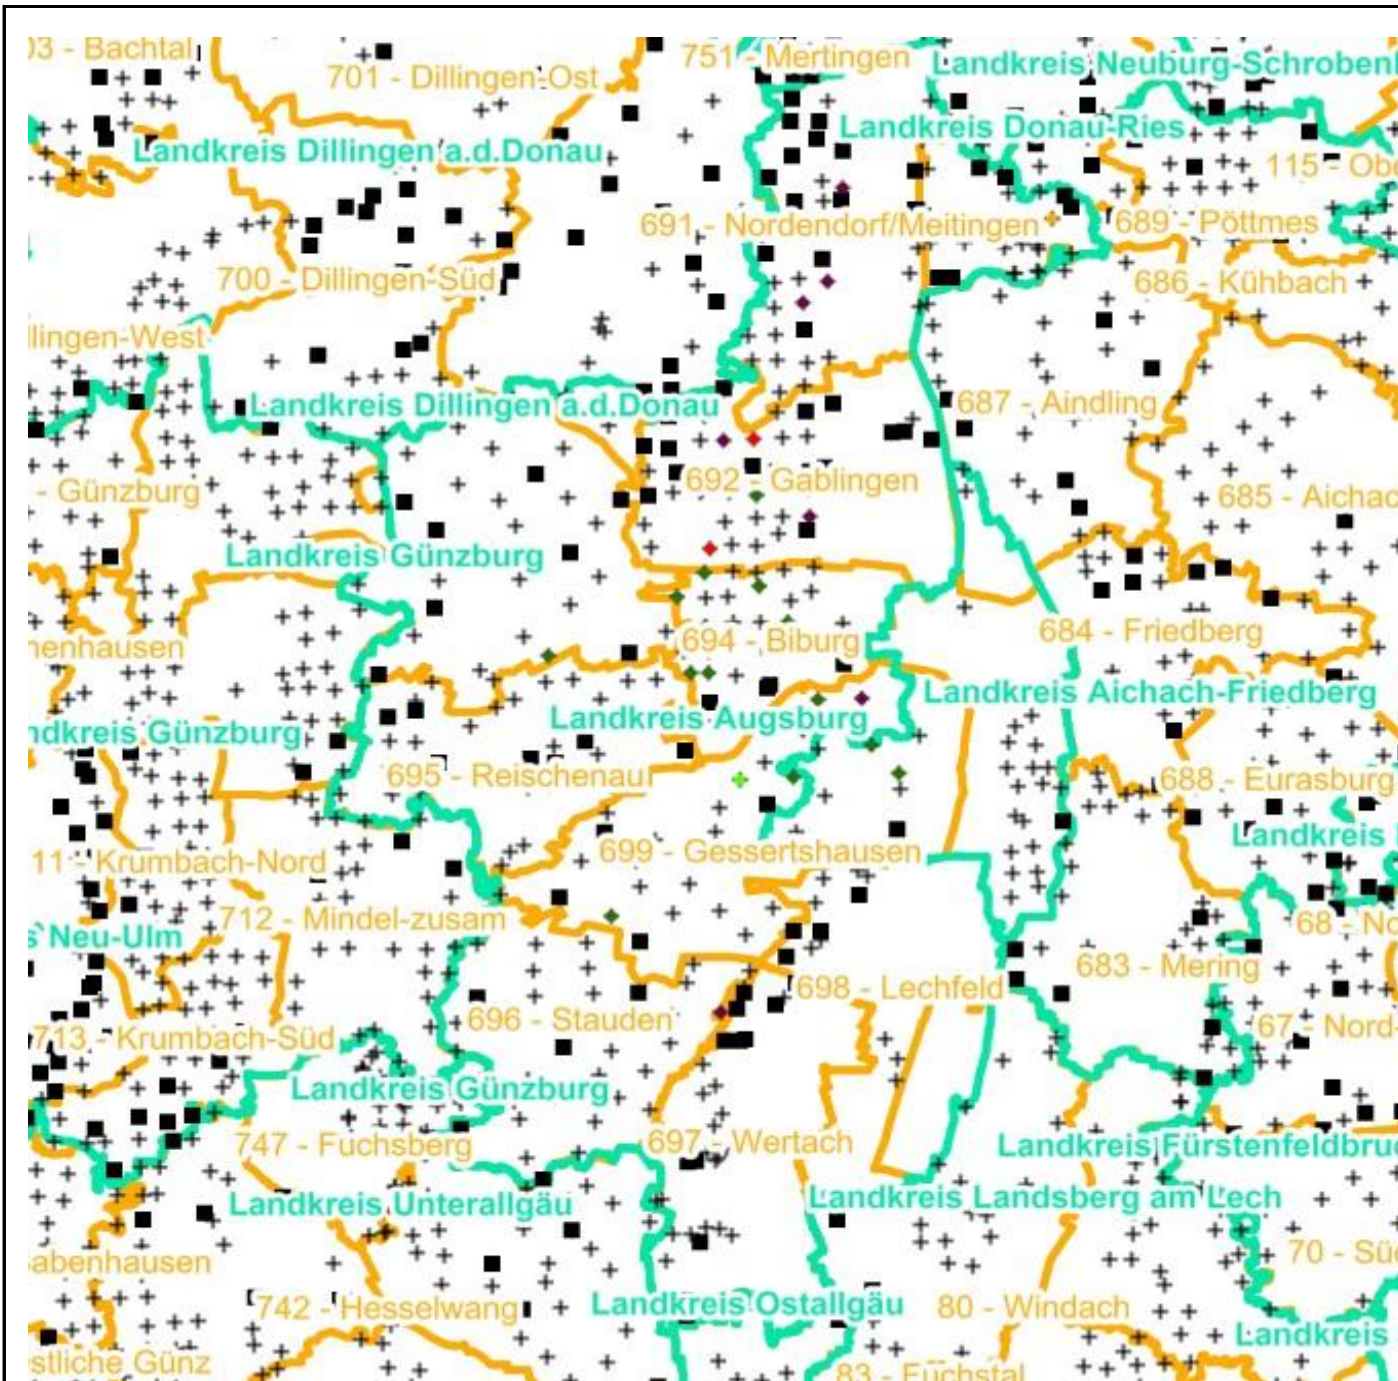 03 - Bachtal
701 - Dillingen-Ost
751 - Mertingen
Landkreis Neuburg-Schroben
Landkreis Donau-Ries
Landkreis Dillingen a.d.Donau
115 - Obe
691 - Nordendorf/Meitingen
689 - Pöttmes
700 - Dillingen-Süd
686 - Kühbach
llingen-West
Landkreis Dillingen a.d.Donau
687 - Aindling
692 - Gablingen
- Günzburg
685 - Aichac
Landkreis Günzburg
694 - Biburg
684 - Friedberg
nenhausen
Landkreis Aichach-Friedberg
Landkreis Augsburg
ndkreis Günzburg
695 - Reischenau
688 - Eurasburg
Landkreis
699 - Gessertshausen
11 - Krumbach-Nord
712 - Mindel-zusam
68 - No
s Neu-Ulm
683 - Mering
698 - Lechfeld
696 - Stauden
67 - Nord
713 - Krumbach-Süd
Landkreis Günzburg
747 - Fuchsberg
697 - Wertach
Landkreis Fürstenfeldbruc
Landkreis Unterallgäu
Landkreis Landsberg am Lech
abenhausen
70 - Süd
742 - Hesselwang
Landkreis Ostallgäu
80 - Windach
Landkreis
stliche Günz
83 - Fuchstal